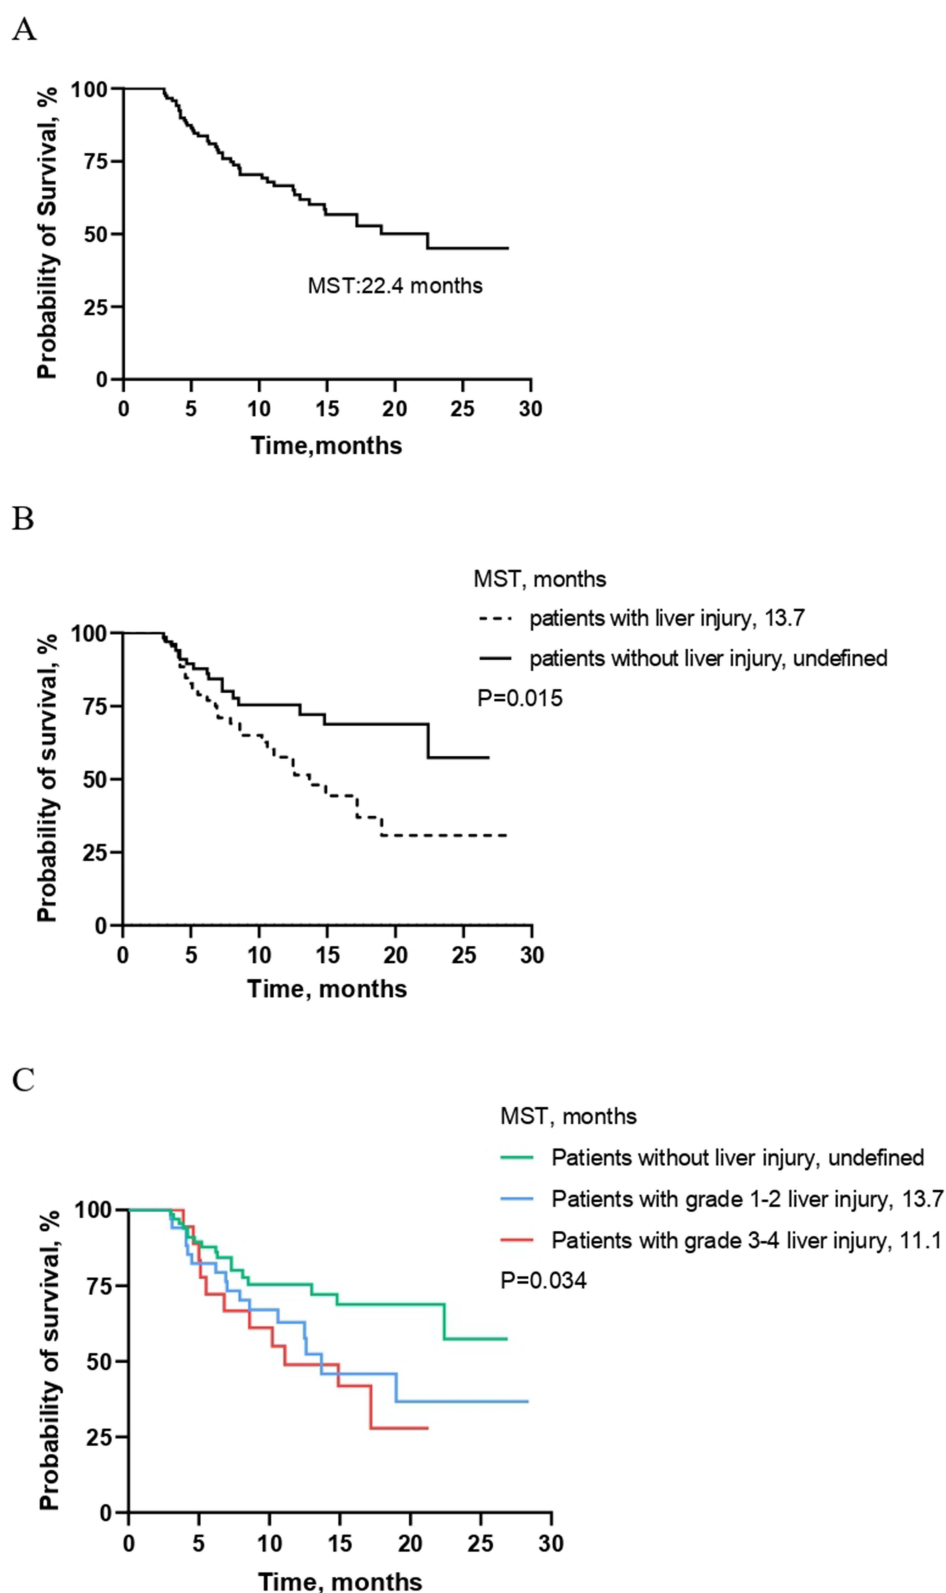 A
Probability of Survival, %
100
75
50
25
0
MST:22.4 months
0 5 10 15 20 25 30
Time,months
B
MST, months
patients with liver injury, 13.7
patients without liver injury, undefined
P=0.015
Probability of survival, %
100
75
50
25
0
0 5 10 15 20 25 30
Time, months
C
MST, months
Patients without liver injury, undefined
Patients with grade 1-2 liver injury, 13.7
Patients with grade 3-4 liver injury, 11.1
P=0.034
Probability of survival, %
100
75
50
25
0
0 5 10 15 20 25 30
Time, months